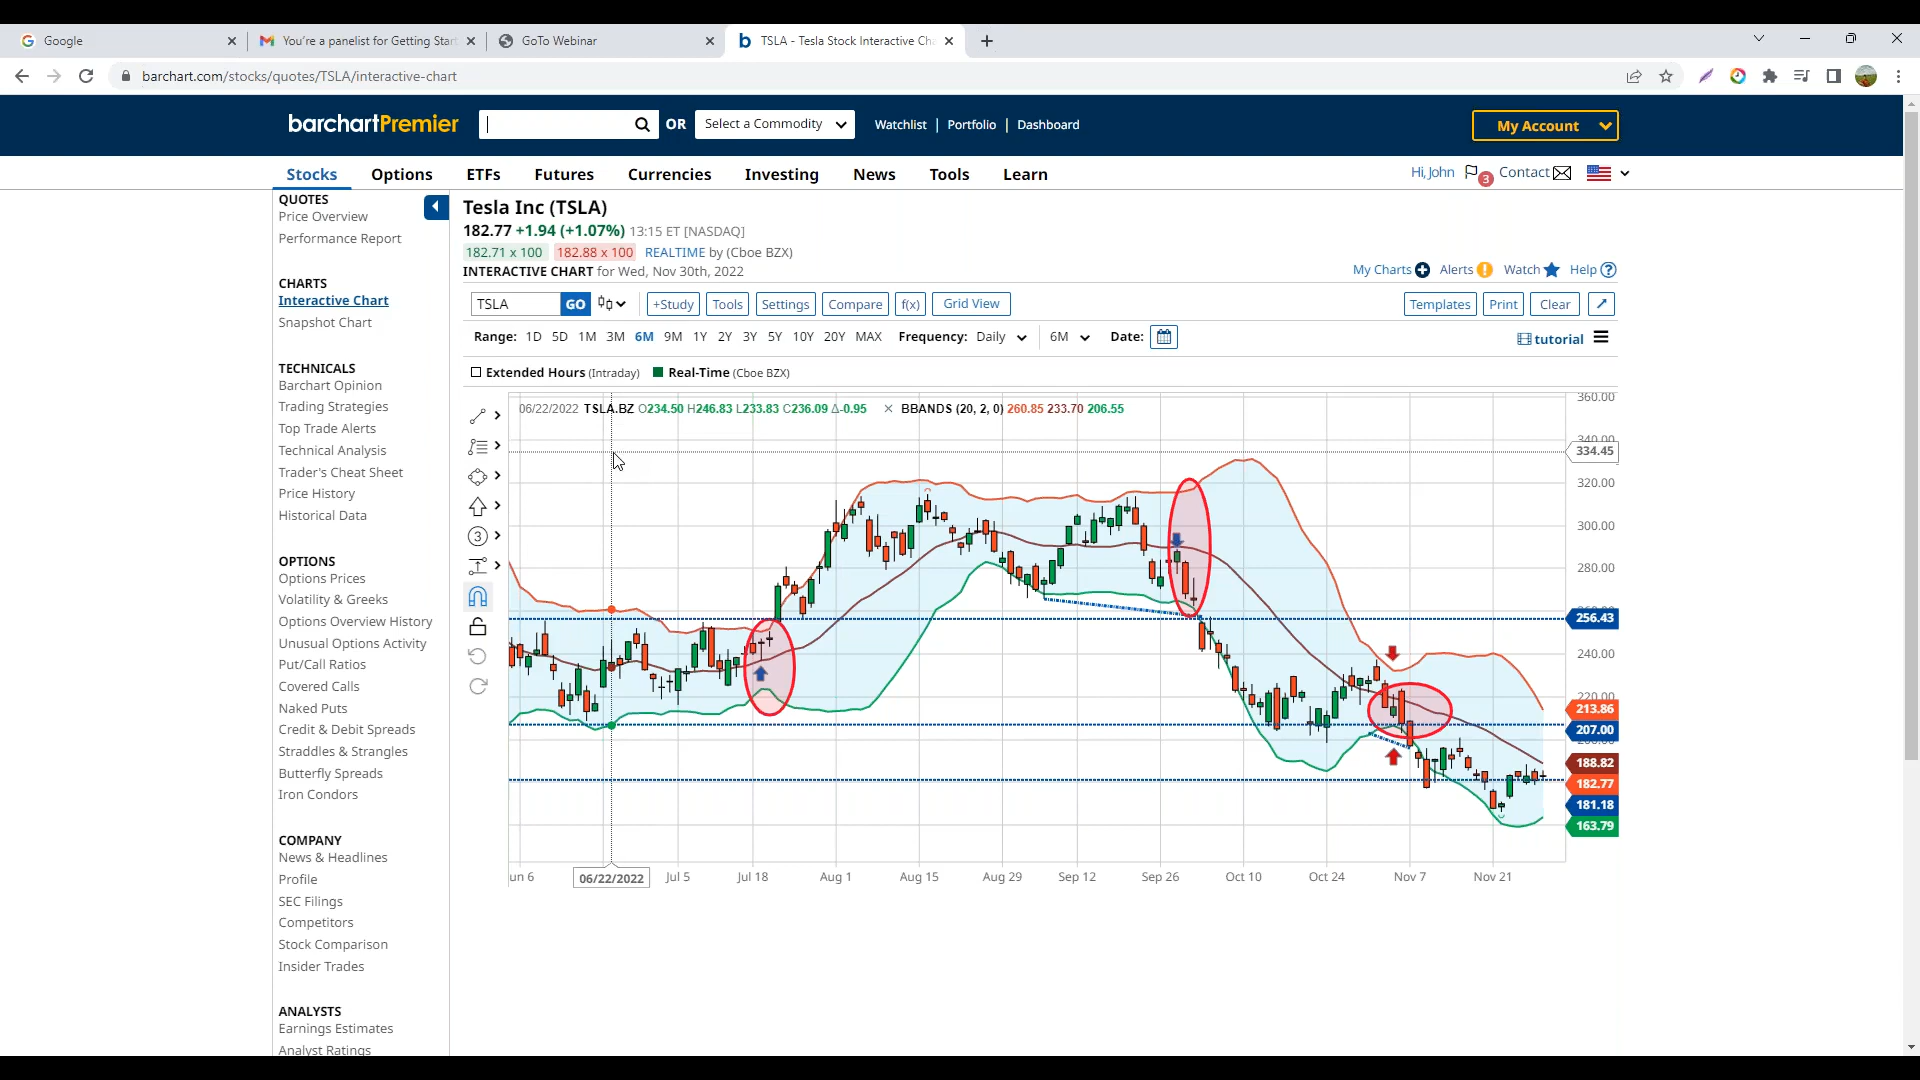 Google
You're a panelist for Getting Star
GoTo Webinar
TSLA - Tesla Stock Interactive Ch
barchart.com/stocks/quotes/TSLA/interactive-chart
barchartPremier
OR
Select a Commodity
Watchlist | Portfolio | Dashboard
My Account
Stocks Options ETFs Futures Currencies Investing News Tools Learn
Hi, John 3 Contact
QUOTES
Price Overview
Performance Report
CHARTS
Interactive Chart
Snapshot Chart
TECHNICALS
Barchart Opinion
Trading Strategies
Top Trade Alerts
Technical Analysis
Trader's Cheat Sheet
Price History
Historical Data
OPTIONS
Options Prices
Volatility & Greeks
Options Overview History
Unusual Options Activity
Put/Call Ratios
Covered Calls
Naked Puts
Credit & Debit Spreads
Straddles & Strangles
Butterfly Spreads
Iron Condors
COMPANY
News & Headlines
Profile
SEC Filings
Competitors
Stock Comparison
Insider Trades
ANALYSTS
Earnings Estimates
Analyst Ratings
Tesla Inc (TSLA)
182.77 +1.94 (+1.07%) 13:15 ET [NASDAQ]
182.71 x 100 182.88 x 100 REALTIME by (Cboe BZX)
INTERACTIVE CHART for Wed, Nov 30th, 2022
My Charts Alerts Watch Help
TSLA GO +Study Tools Settings Compare f(x) Grid View
Templates Print Clear
Range: 1D 5D 1M 3M 6M 9M 1Y 2Y 3Y 5Y 10Y 20Y MAX Frequency: Daily 6M Date:
tutorial
Extended Hours (Intraday) Real-Time (Cboe BZX)
06/22/2022 TSLA.BZ O234.50 H246.83 L233.83 C236.09 Δ-0.95 × BBANDS (20, 2, 0) 260.85 233.70 206.55
3
360.00
340.00
334.45
320.00
300.00
280.00
256.43
240.00
220.00
213.86
207.00
188.82
182.77
181.18
163.79
un 6 06/22/2022 Jul 5 Jul 18 Aug 1 Aug 15 Aug 29 Sep 12 Sep 26 Oct 10 Oct 24 Nov 7 Nov 21